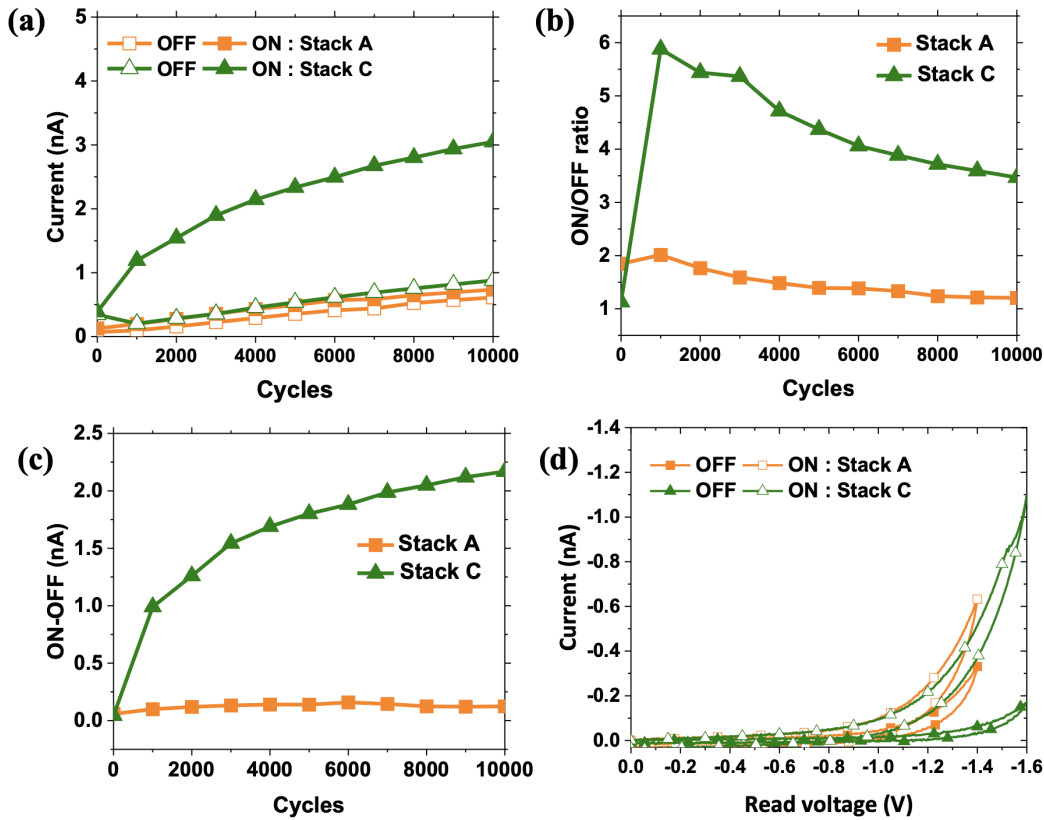 (a)
5
4
3
2
1
0
Current (nA)
OFF ON : Stack A
OFF ON : Stack C
0 2000 4000 6000 8000 10000
Cycles
(b)
6
5
4
3
2
1
ON/OFF ratio
Stack A
Stack C
0 2000 4000 6000 8000 10000
Cycles
(c)
2.5
2.0
1.5
1.0
0.5
0.0
ON-OFF (nA)
Stack A
Stack C
0 2000 4000 6000 8000 10000
Cycles
(d)
-1.4
-1.2
-1.0
-0.8
-0.6
-0.4
-0.2
0.0
Current (nA)
OFF ON : Stack A
OFF ON : Stack C
0.0 -0.2 -0.4 -0.6 -0.8 -1.0 -1.2 -1.4 -1.6
Read voltage (V)